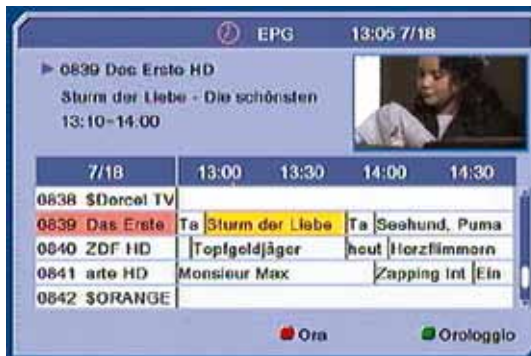 EPG 13:05 7/18
0839 Das Erste HD
Sturm der Liebe - Die schönsten
13:10-14:00
7/18 13:00 13:30 14:00 14:30
0838 $Dorcel TV
0839 Das Erste Ta Sturm der Liebe Ta Seehund, Puma
0840 ZDF HD Topfgeldjäger heut Herzflimmern
0841 arte HD Monsieur Max Zapping Int Ein
0842 $ORANGE
Ora Orologgio